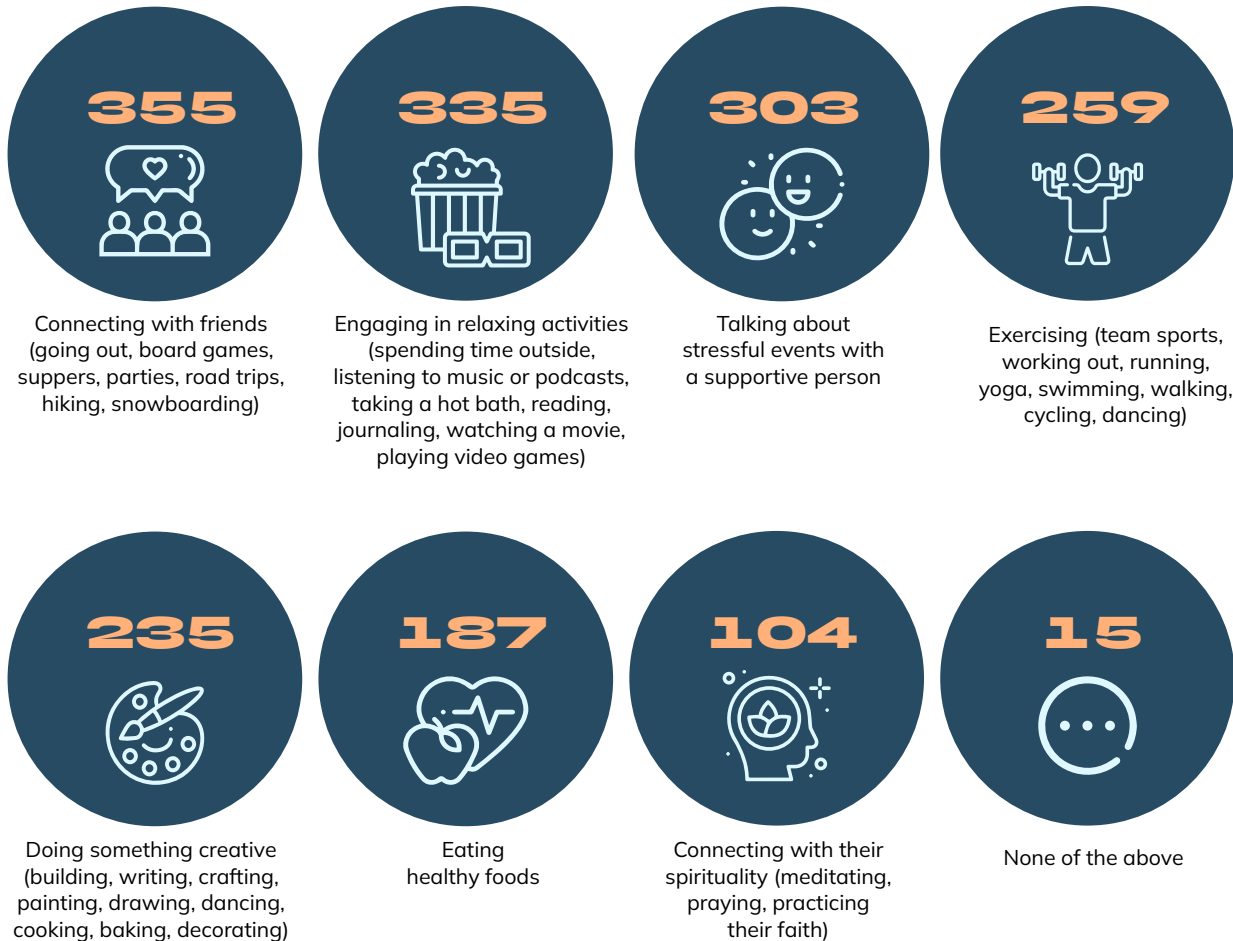 355
Connecting with friends
(going out, board games,
suppers, parties, road trips,
hiking, snowboarding)
335
Engaging in relaxing activities
(spending time outside,
listening to music or podcasts,
taking a hot bath, reading,
journaling, watching a movie,
playing video games)
303
Talking about
stressful events with
a supportive person
259
Exercising (team sports,
working out, running,
yoga, swimming, walking,
cycling, dancing)
235
Doing something creative
(building, writing, crafting,
painting, drawing, dancing,
cooking, baking, decorating)
187
Eating
healthy foods
104
Connecting with their
spirituality (meditating,
praying, practicing
their faith)
15
None of the above